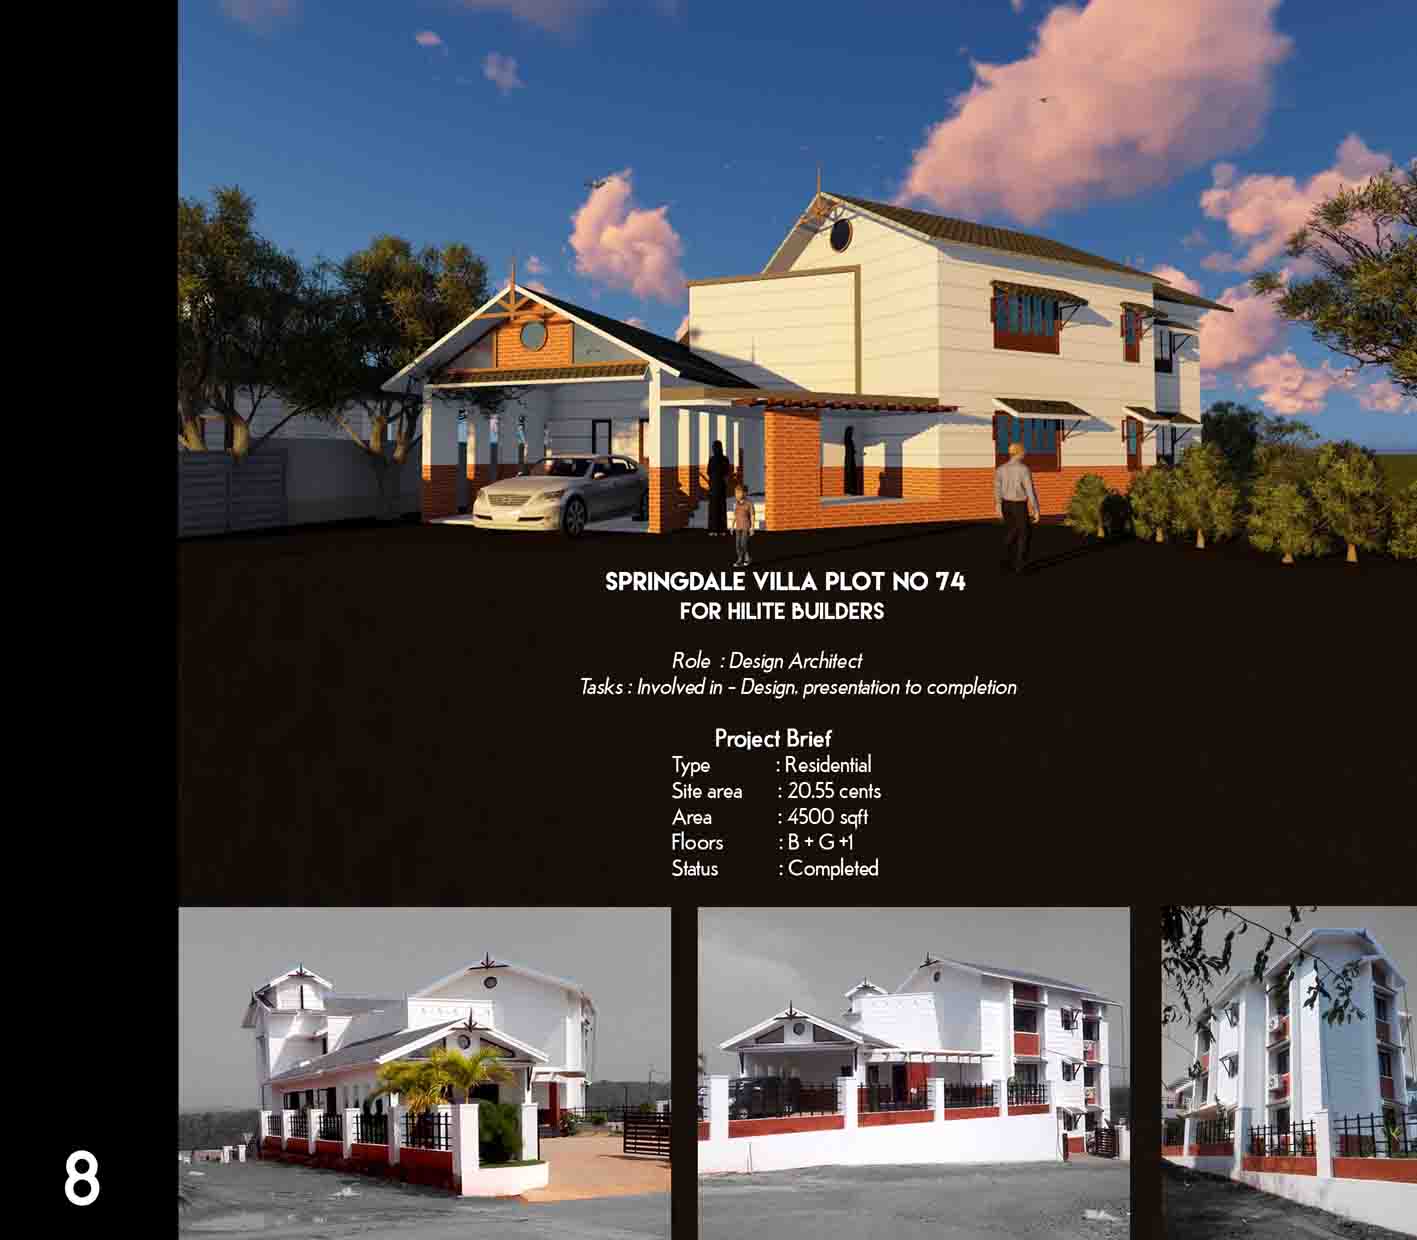 SPRINGDALE VILLA PLOT NO 74
FOR HILITE BUILDERS
Role : Design Architect
Tasks : Involved in - Design, presentation to completion
Project Brief
Type : Residential
Site area : 20.55 cents
Area : 4500 sqft
Floors : B + G +1
Status : Completed
8